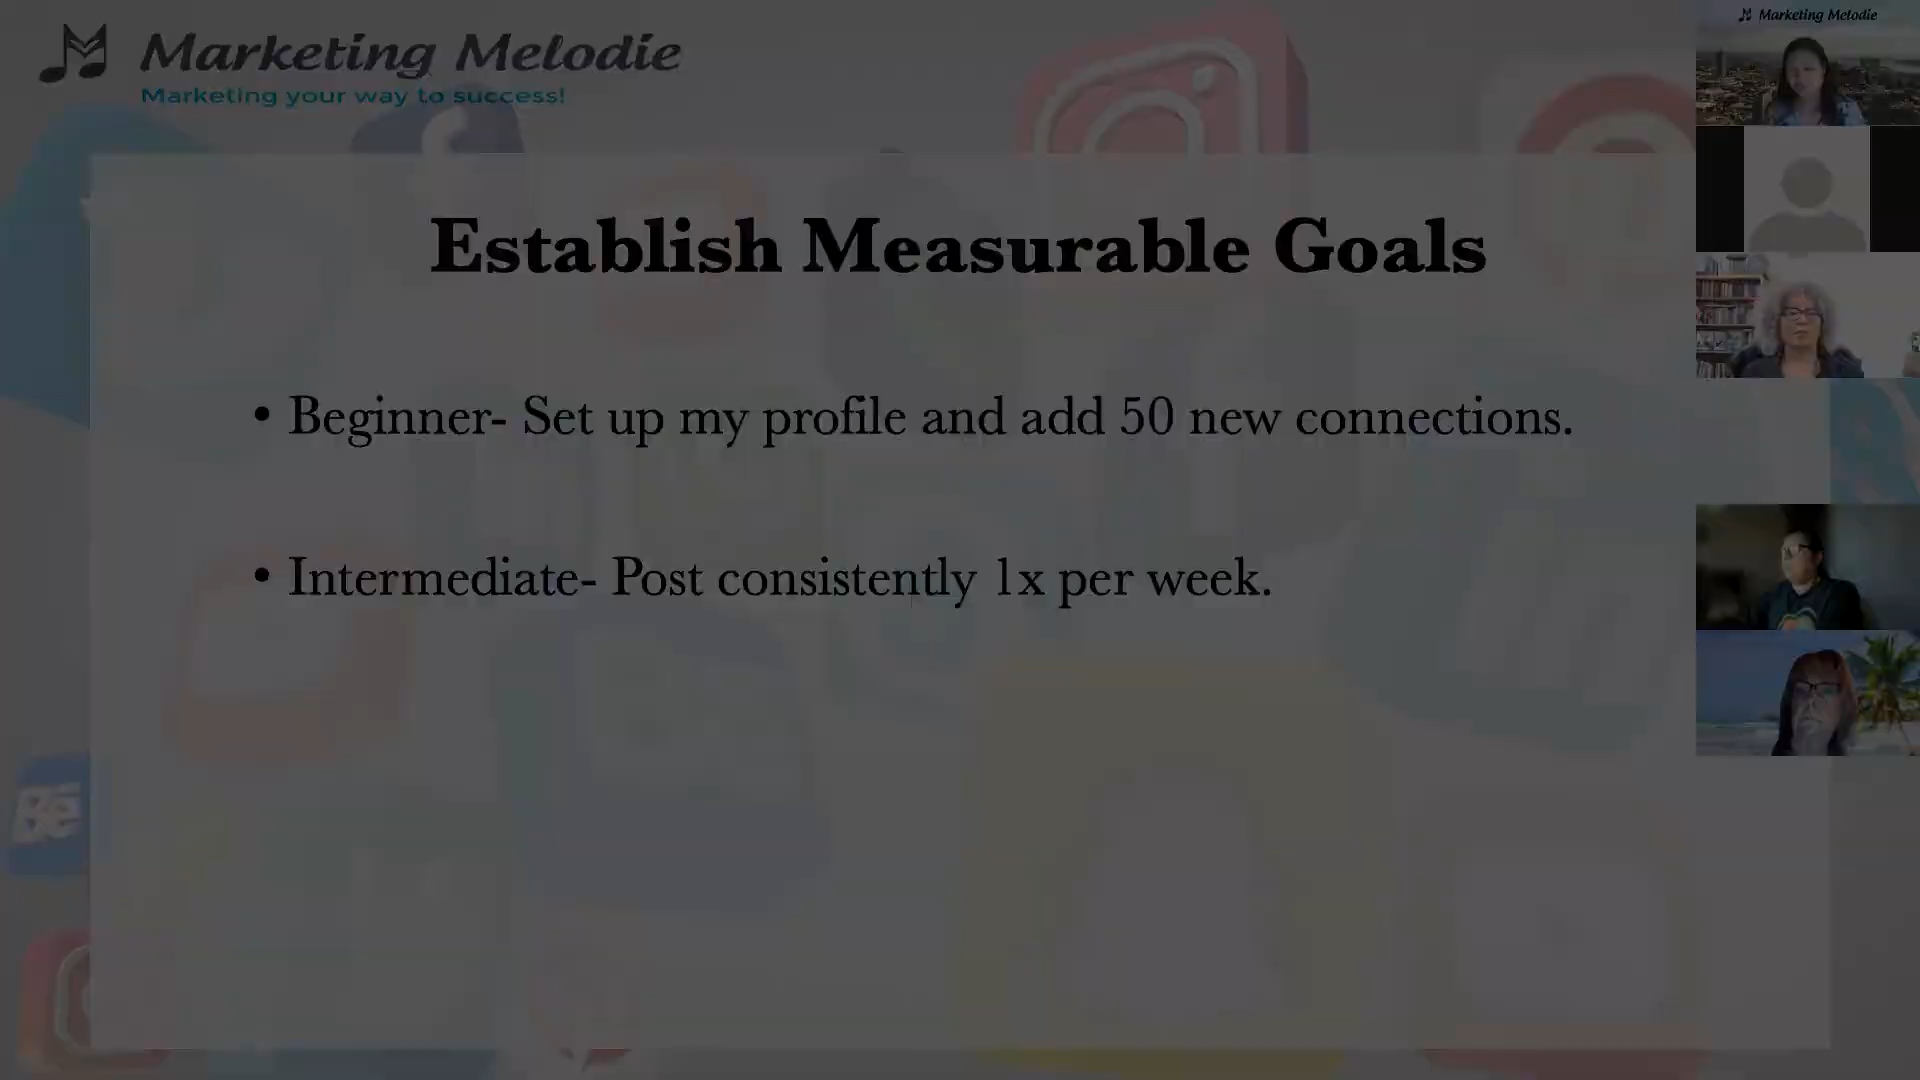 Marketing Melodie
Marketing your way to success!
Marketing Melodie
Establish Measurable Goals
• Beginner- Set up my profile and add 50 new connections.
• Intermediate- Post consistently 1x per week.
Bē